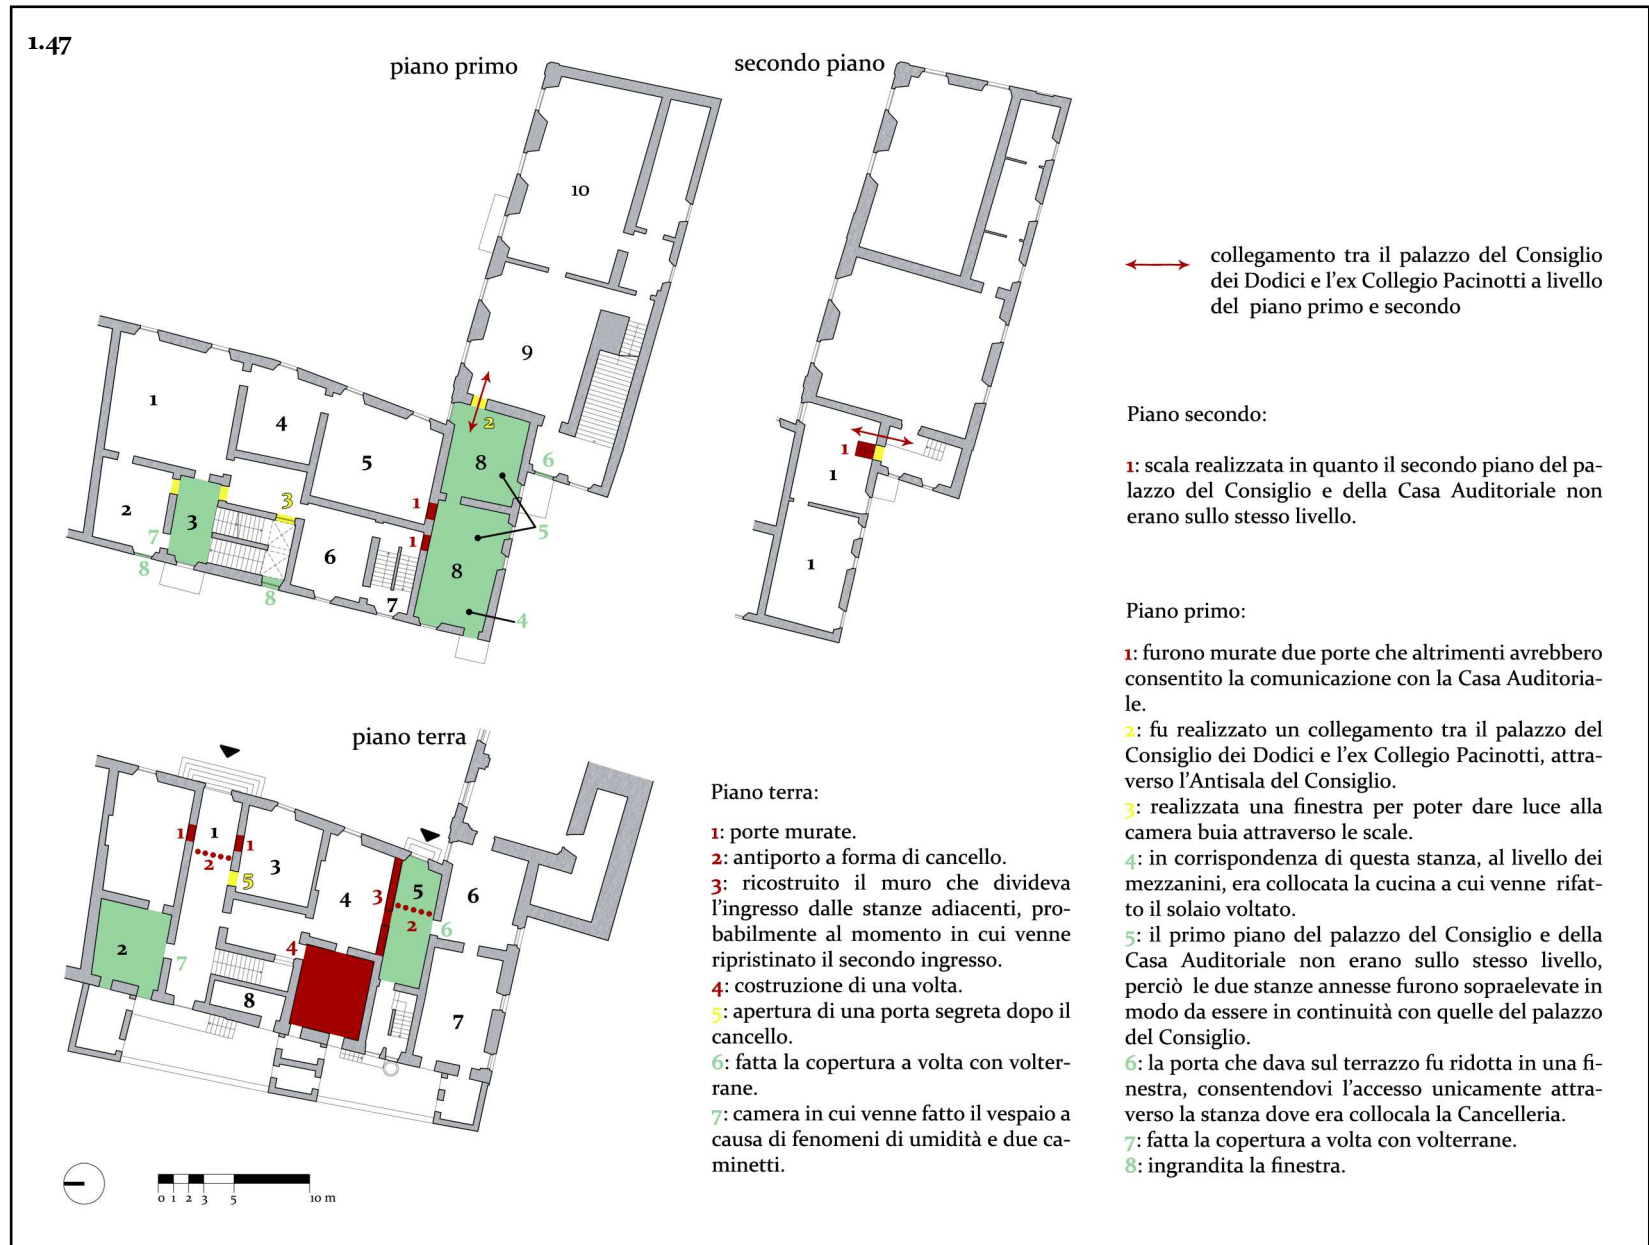 1.47
piano primo
secondo piano
10
9
1
4
5
2
8
6
3
2
3
1
1
5
7
8
6
8
7
8
4
1
1
1
collegamento tra il palazzo del Consiglio
dei Dodici e l'ex Collegio Pacinotti a livello
del piano primo e secondo
Piano secondo:
1: scala realizzata in quanto il secondo piano del pa-
lazzo del Consiglio e della Casa Auditoriale non
erano sullo stesso livello.
Piano primo:
1: furono murate due porte che altrimenti avrebbero
consentito la comunicazione con la Casa Auditoria-
le.
2: fu realizzato un collegamento tra il palazzo del
Consiglio dei Dodici e l'ex Collegio Pacinotti, attra-
verso l'Antisala del Consiglio.
3: realizzata una finestra per poter dare luce alla
camera buia attraverso le scale.
4: in corrispondenza di questa stanza, al livello dei
mezzanini, era collocata la cucina a cui venne rifat-
to il solaio voltato.
5: il primo piano del palazzo del Consiglio e della
Casa Auditoriale non erano sullo stesso livello,
perciò le due stanze annesse furono sopraelevate in
modo da essere in continuità con quelle del palazzo
del Consiglio.
6: la porta che dava sul terrazzo fu ridotta in una fi-
nestra, consentendovi l'accesso unicamente attra-
verso la stanza dove era collocala la Cancelleria.
7: fatta la copertura a volta con volterrane.
8: ingrandita la finestra.
piano terra
1
1
1
2
3
5
4
3
5
2
6
6
2
7
4
8
7
Piano terra:
1: porte murate.
2: antiporto a forma di cancello.
3: ricostruito il muro che divideva
l'ingresso dalle stanze adiacenti, pro-
babilmente al momento in cui venne
ripristinato il secondo ingresso.
4: costruzione di una volta.
5: apertura di una porta segreta dopo il
cancello.
6: fatta la copertura a volta con volter-
rane.
7: camera in cui venne fatto il vespaio a
causa di fenomeni di umidità e due ca-
minetti.
0 1 2 3 5 10 m